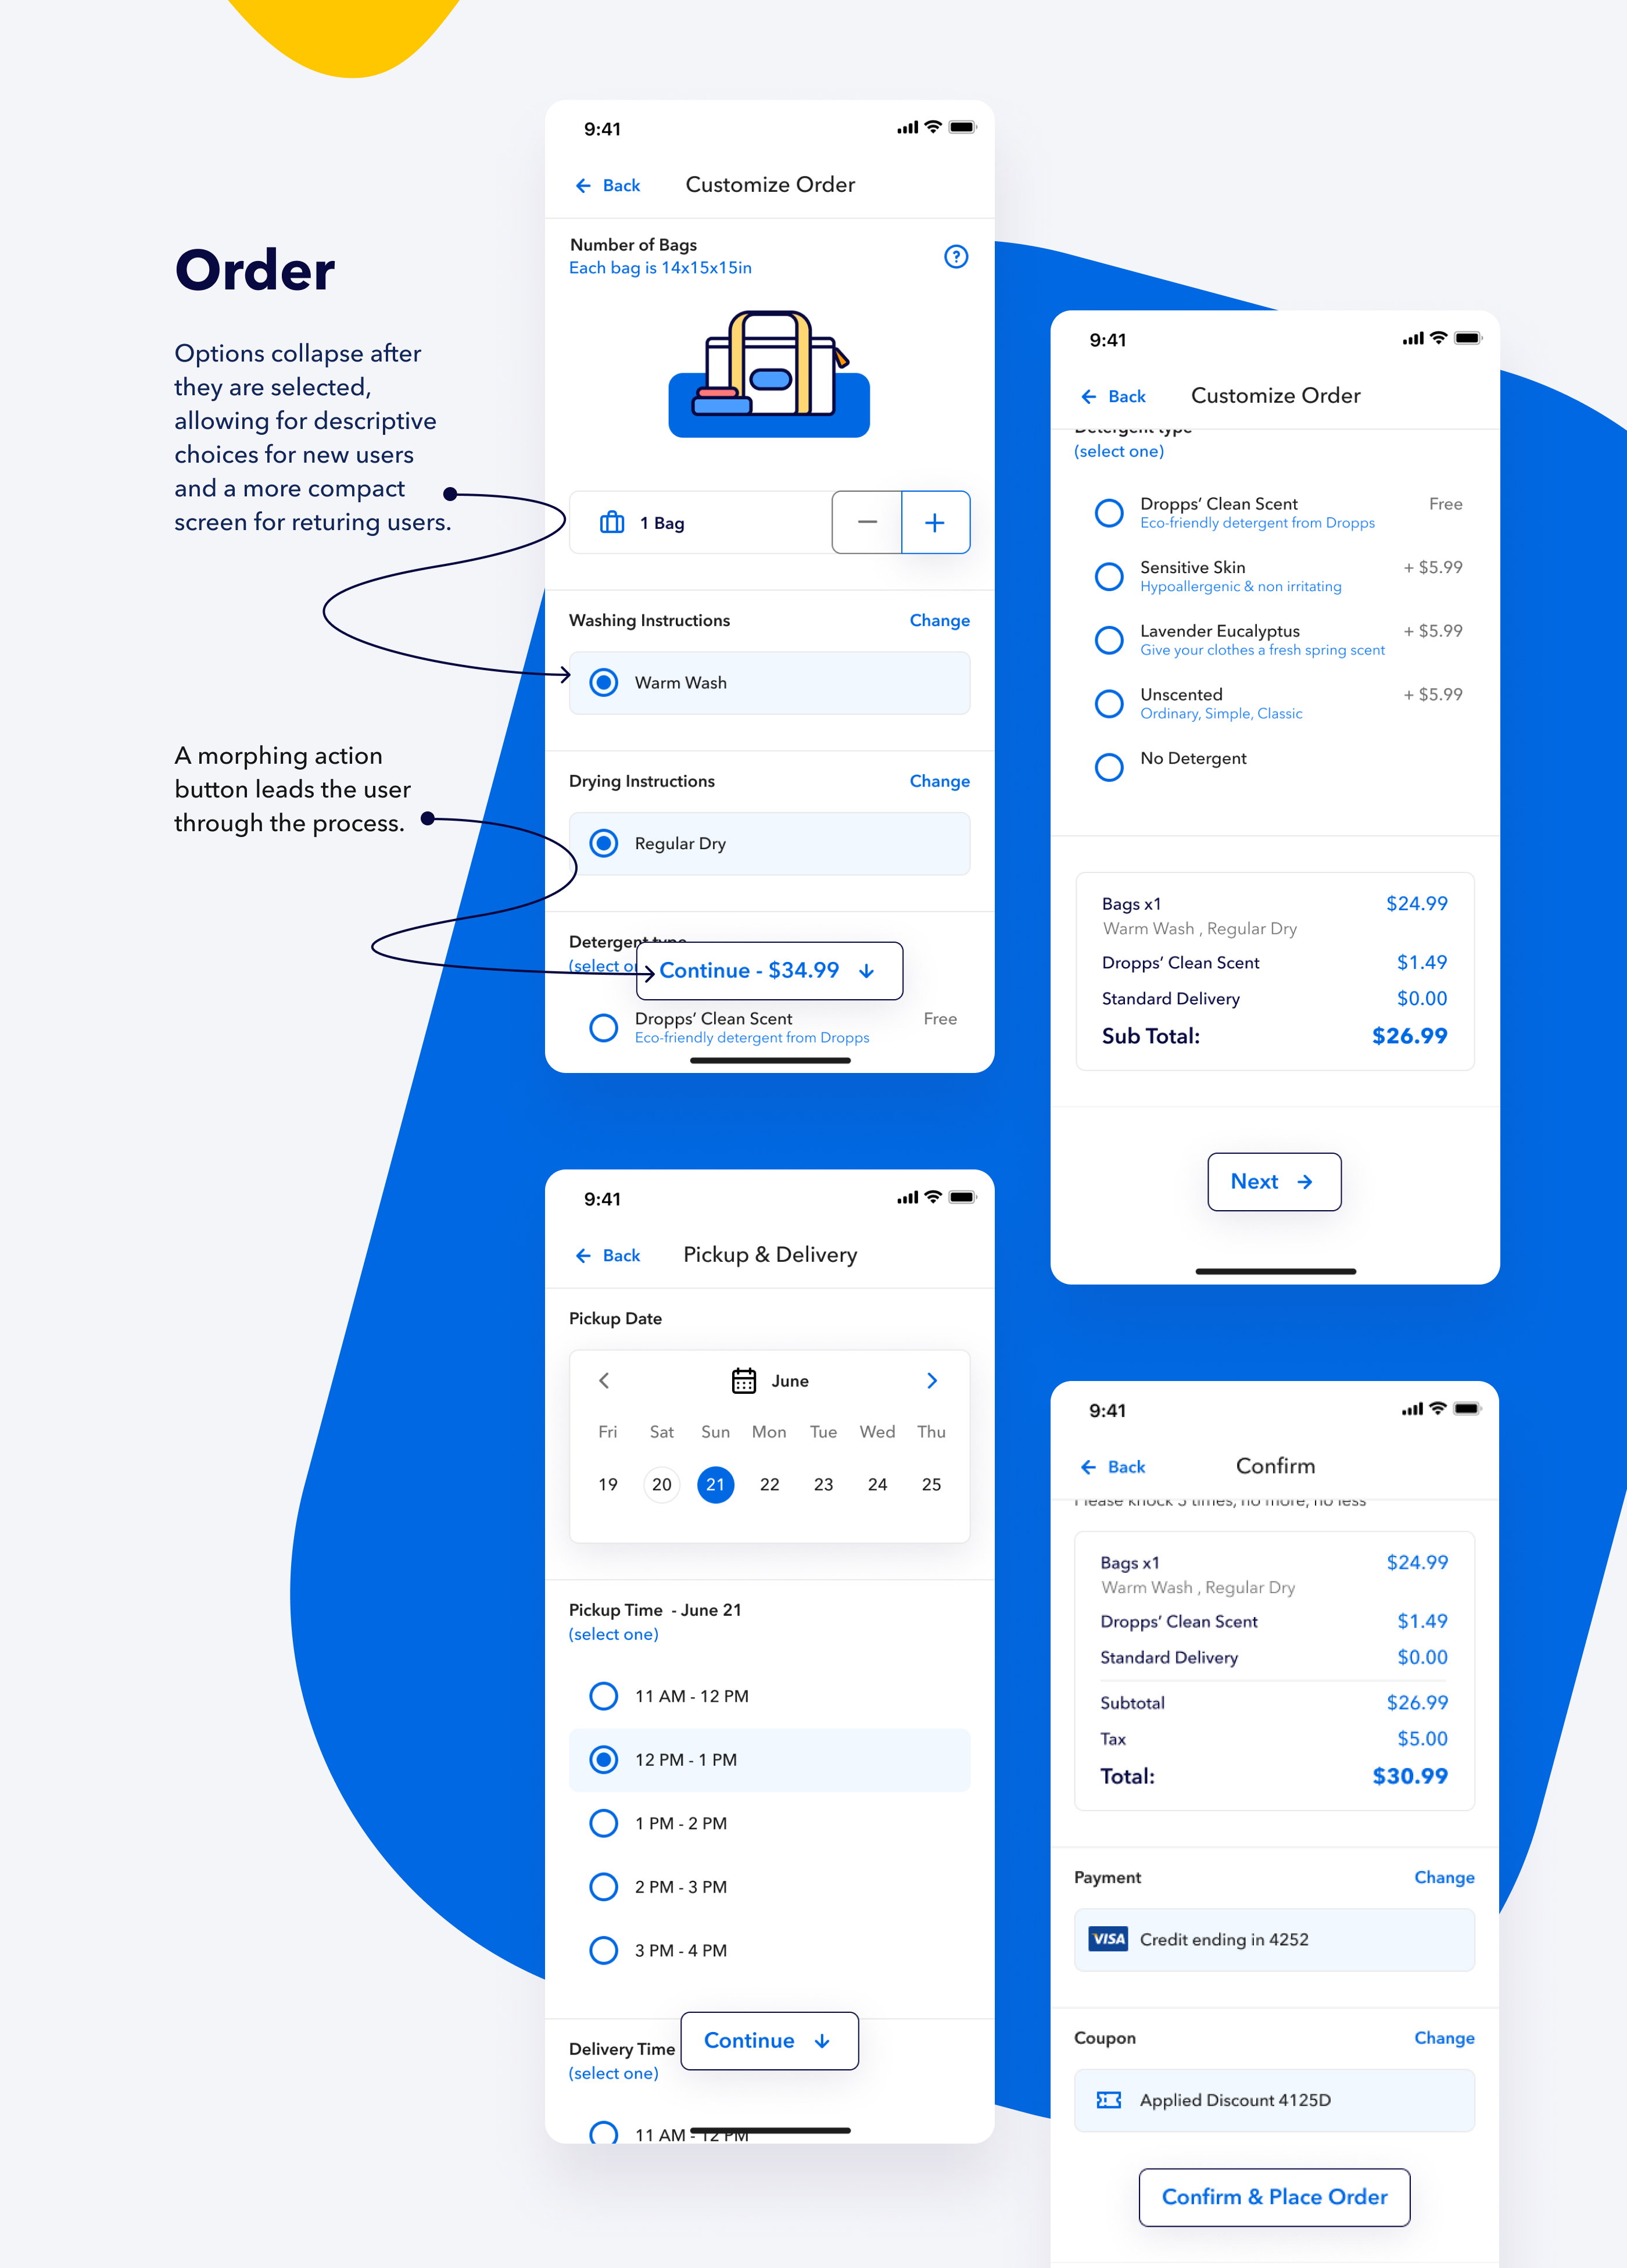 Order
Options collapse after
they are selected,
allowing for descriptive
choices for new users
and a more compact
screen for returing users.
A morphing action
button leads the user
through the process.
9:41
Back
Customize Order
Number of Bags
Each bag is 14x15x15in
?
1 Bag
Washing Instructions
Change
Warm Wash
Drying Instructions
Change
Regular Dry
Detergent type
(select
Continue - $34.99
Dropps’ Clean Scent
Free
Eco-friendly detergent from Dropps
9:41
Back
Customize Order
Detergent type
(select one)
Dropps’ Clean Scent
Free
Eco-friendly detergent from Dropps
Sensitive Skin
+ $5.99
Hypoallergenic & non irritating
Lavender Eucalyptus
+ $5.99
Give your clothes a fresh spring scent
Unscented
+ $5.99
Ordinary, Simple, Classic
No Detergent
Bags x1
$24.99
Warm Wash , Regular Dry
Dropps’ Clean Scent
$1.49
Standard Delivery
$0.00
Sub Total:
$26.99
Next
9:41
Back
Pickup & Delivery
Pickup Date
June
Fri Sat Sun Mon Tue Wed Thu
19 20 21 22 23 24 25
Pickup Time - June 21
(select one)
11 AM - 12 PM
12 PM - 1 PM
1 PM - 2 PM
2 PM - 3 PM
3 PM - 4 PM
Continue
Delivery Time
(select one)
11 AM - 12 PM
9:41
Back
Confirm
Please knock 3 times, no more, no less
Bags x1
$24.99
Warm Wash , Regular Dry
Dropps’ Clean Scent
$1.49
Standard Delivery
$0.00
Subtotal
$26.99
Tax
$5.00
Total:
$30.99
Payment
Change
VISA
Credit ending in 4252
Coupon
Change
Applied Discount 4125D
Confirm & Place Order